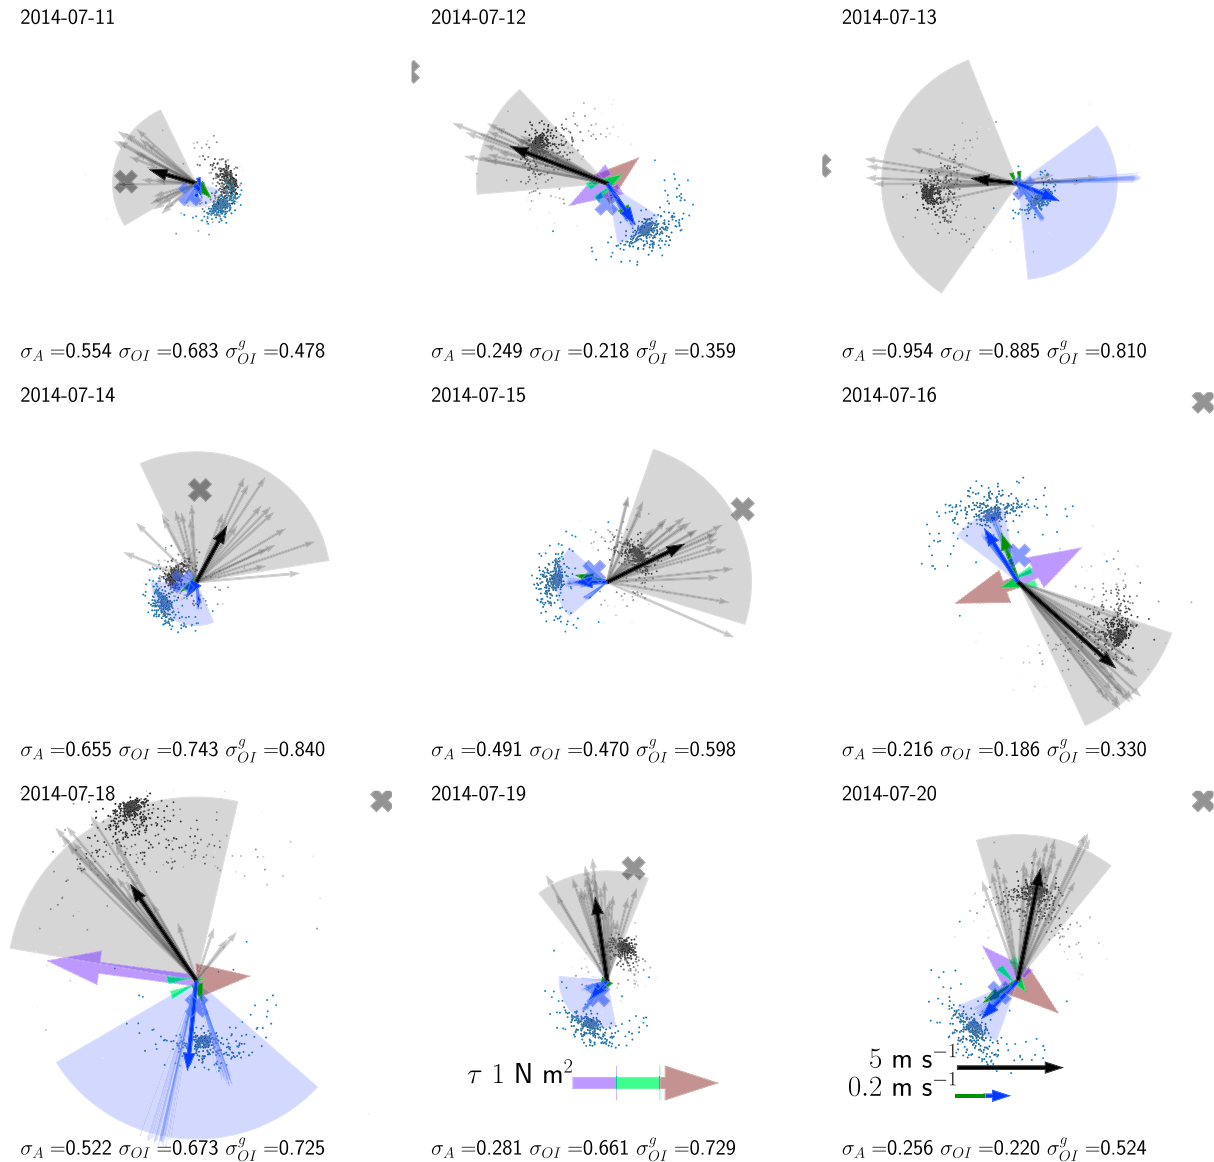 2014-07-11 2014-07-12 2014-07-13
σ_A =0.554 σ_OI =0.683 σ^g_OI =0.478 σ_A =0.249 σ_OI =0.218 σ^g_OI =0.359 σ_A =0.954 σ_OI =0.885 σ^g_OI =0.810
2014-07-14 2014-07-15 2014-07-16
σ_A =0.655 σ_OI =0.743 σ^g_OI =0.840 σ_A =0.491 σ_OI =0.470 σ^g_OI =0.598 σ_A =0.216 σ_OI =0.186 σ^g_OI =0.330
2014-07-18 2014-07-19 2014-07-20
τ 1 N m² 5 m s⁻¹
0.2 m s⁻¹
σ_A =0.522 σ_OI =0.673 σ^g_OI =0.725 σ_A =0.281 σ_OI =0.661 σ^g_OI =0.729 σ_A =0.256 σ_OI =0.220 σ^g_OI =0.524